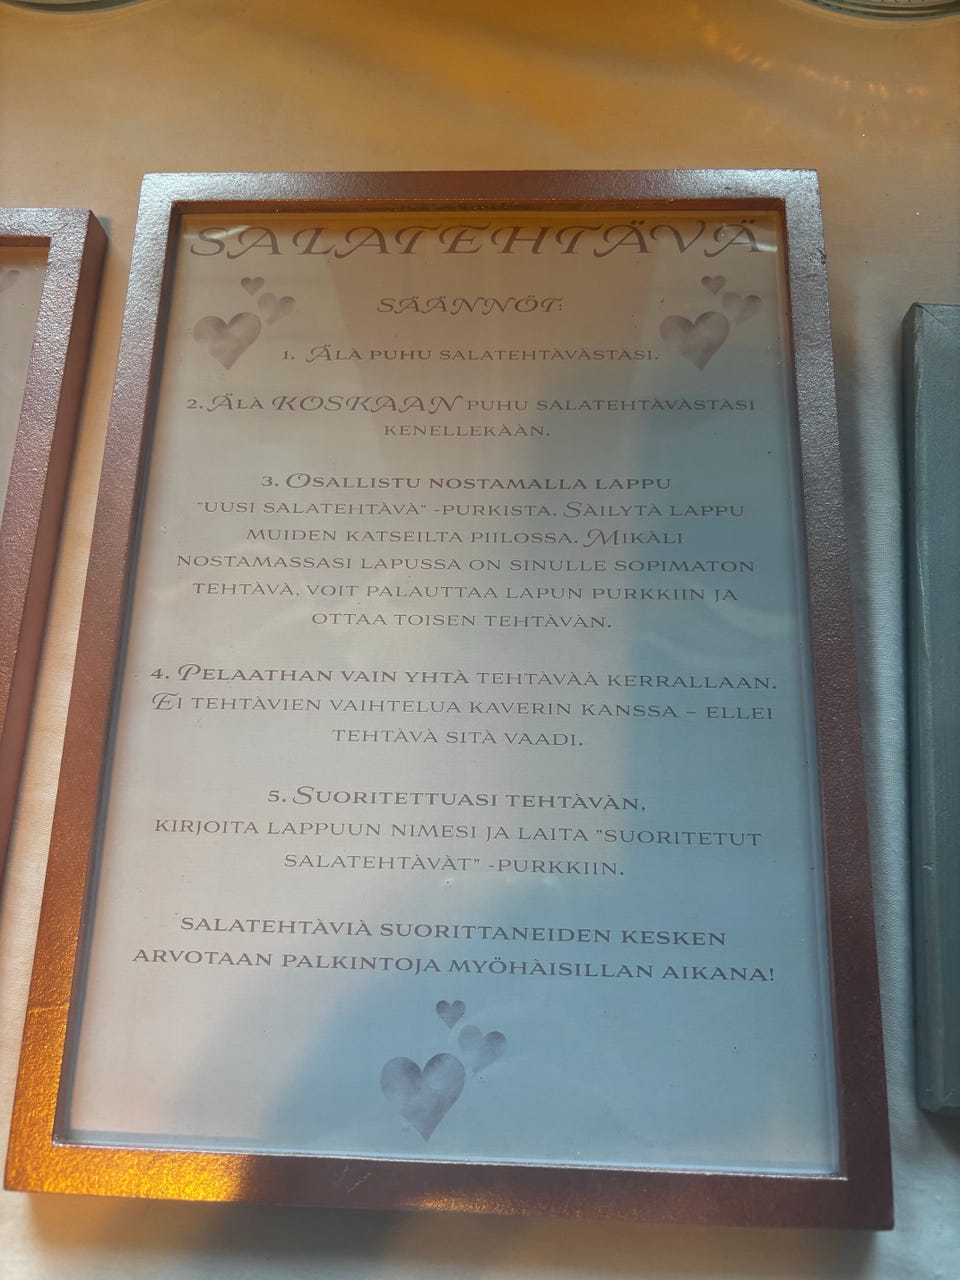 SALATEHTÄVÄ
SÄÄNNÖT:
1. ÄLÄ PUHU SALATEHTÄVÄSTÄSI.
2. ÄLÄ KOSKAAN PUHU SALATEHTÄVÄSTÄSI
KENELLEKÄÄN.
3. OSALLISTU NOSTAMALLA LAPPU
"UUSI SALATEHTÄVÄ" -PURKISTA. SÄILYTÄ LAPPU
MUIDEN KATSEILTA PIILOSSA. MIKÄLI
NOSTAMASSASI LAPUSSA ON SINULLE SOPIMATON
TEHTÄVÄ, VOIT PALAUTTAA LAPUN PURKKIIN JA
OTTAA TOISEN TEHTÄVÄN.
4. PELAATHAN VAIN YHTÄ TEHTÄVÄÄ KERRALLAAN.
EI TEHTÄVIEN VAIHTELUA KAVERIN KANSSA – ELLEI
TEHTÄVÄ SITÄ VAADI.
5. SUORITETTUASI TEHTÄVÄN,
KIRJOITA LAPPUUN NIMESI JA LAITA "SUORITETUT
SALATEHTÄVÄT" -PURKKIIN.
SALATEHTÄVIÄ SUORITTANEIDEN KESKEN
ARVOTAAN PALKINTOJA MYÖHÄISILLAN AIKANA!